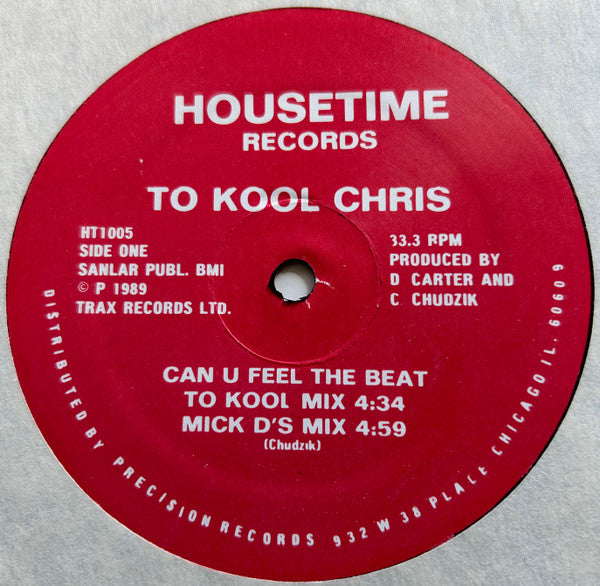 HOUSETIME
RECORDS
TO KOOL CHRIS
HT1005
SIDE ONE
SANLAR PUBL. BMI
© P 1989
TRAX RECORDS LTD.
33.3 RPM
PRODUCED BY
D CARTER AND
C CHUDZIK
CAN U FEEL THE BEAT
TO KOOL MIX 4:34
MICK D'S MIX 4:59
(Chudzik)
DISTRIBUTED BY PRECISION RECORDS 932 W 38 PLACE CHICAGO IL. 60609